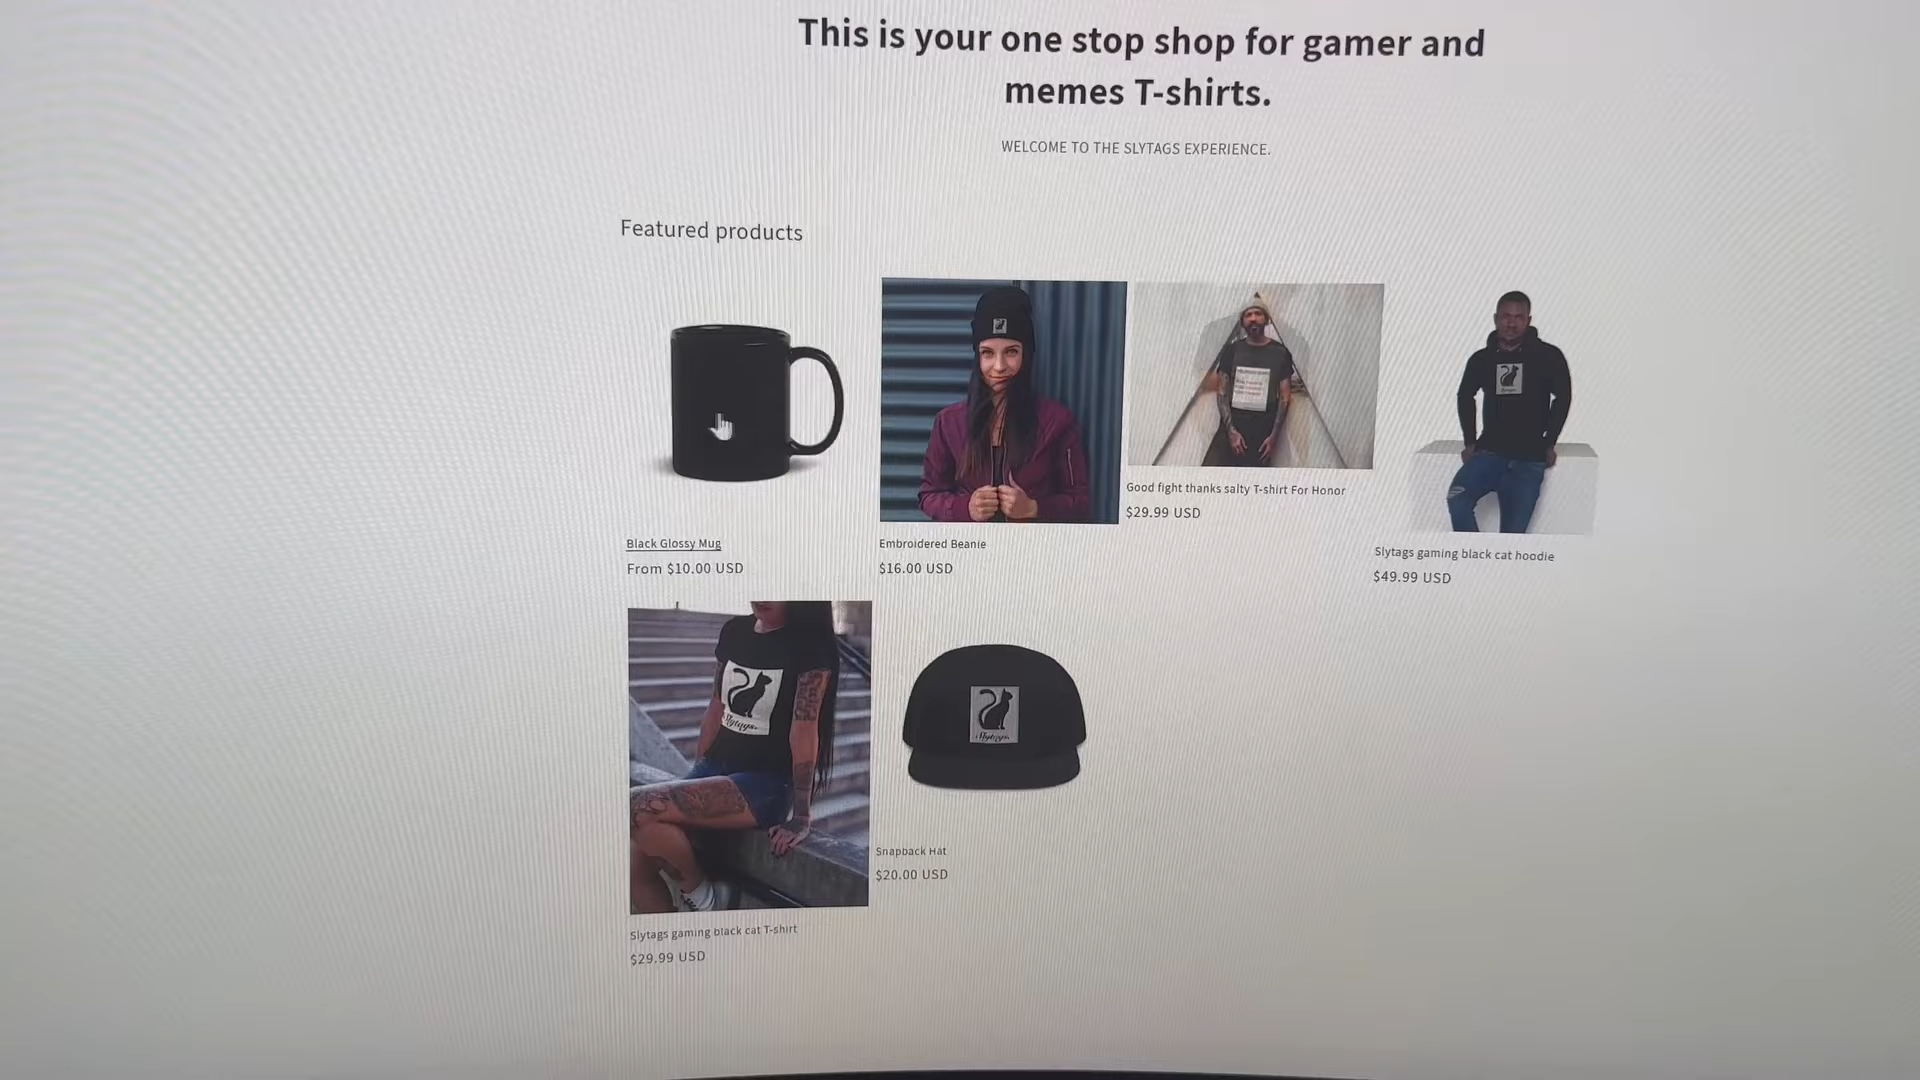 This is your one stop shop for gamer and
memes T-shirts.
WELCOME TO THE SLYTAGS EXPERIENCE.
Featured products
Black Glossy Mug
From $10.00 USD
Embroidered Beanie
$16.00 USD
Good fight thanks salty T-shirt For Honor
$29.99 USD
Slytags gaming black cat hoodie
$49.99 USD
Slytags.
Slytags gaming black cat T-shirt
$29.99 USD
Slytags.
Snapback Hat
$20.00 USD